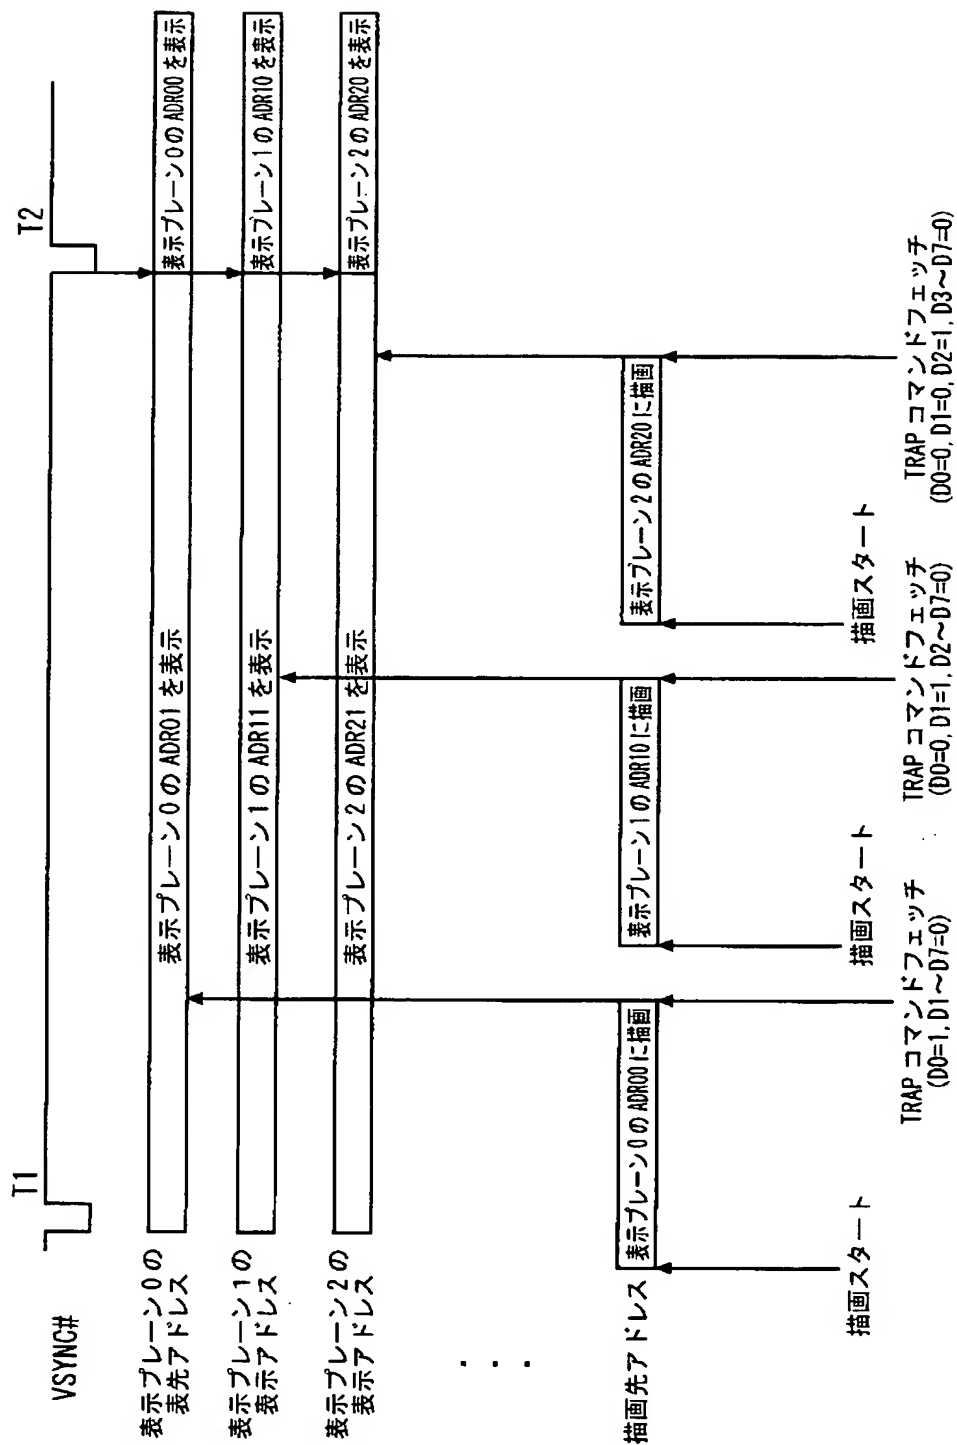 VSYNC#
T1
T2
表示プレーン0の
表先アドレス
表示プレーン0のADR01を表示
表示プレーン0のADR00を表示
表示プレーン1の
表示アドレス
表示プレーン1のADR11を表示
表示プレーン1のADR10を表示
表示プレーン2の
表示アドレス
表示プレーン2のADR21を表示
表示プレーン2のADR20を表示
・・・
描画先アドレス
表示プレーン0のADR00に描画
表示プレーン1のADR10に描画
表示プレーン2のADR20に描画
描画スタート
描画スタート
描画スタート
TRAPコマンドフェッチ
(D0=1,D1~D7=0)
TRAPコマンドフェッチ
(D0=0,D1=1,D2~D7=0)
TRAPコマンドフェッチ
(D0=0,D1=0,D2=1,D3~D7=0)